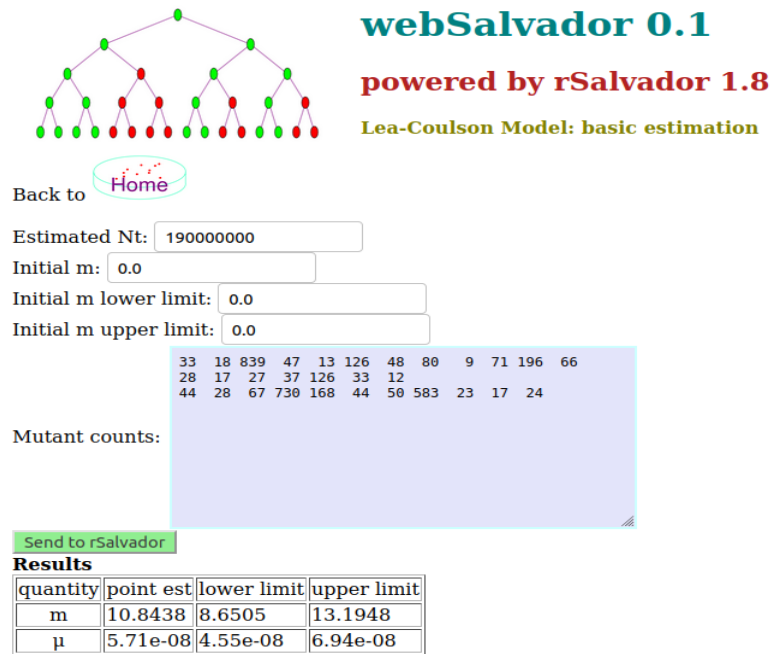 webSalvador 0.1
powered by rSalvador 1.8
Lea-Coulson Model: basic estimation
Back to Home
Estimated Nt: 190000000
Initial m: 0.0
Initial m lower limit: 0.0
Initial m upper limit: 0.0
Mutant counts:
33 18 839 47 13 126 48 80 9 71 196 66
28 17 27 37 126 33 12
44 28 67 730 168 44 50 583 23 17 24
Send to rSalvador
Results
quantity point est lower limit upper limit
m 10.8438 8.6505 13.1948
μ 5.71e-08 4.55e-08 6.94e-08